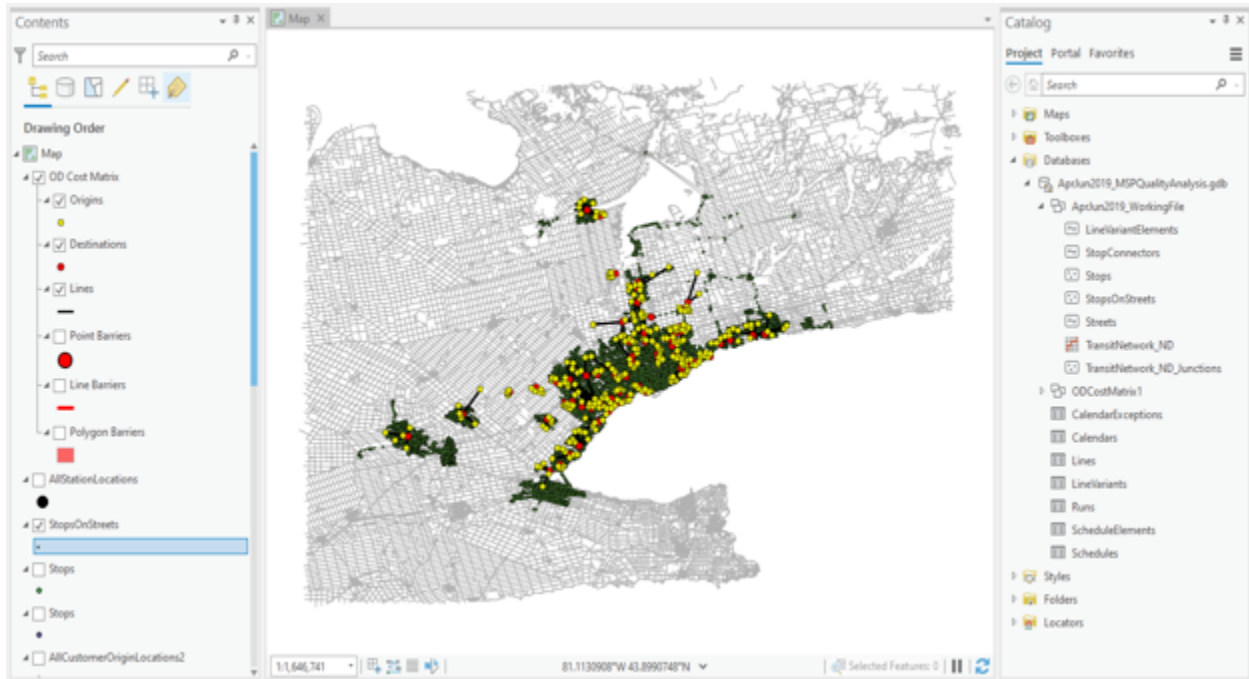 Contents
Search
Drawing Order
Map
OD Cost Matrix
Origins
Destinations
Lines
Point Barriers
Line Barriers
Polygon Barriers
AllStationLocations
StopsOnStreets
Stops
Stops
AllCustomerOriginLocations2
Map
1:1,646,741
81.1130908°W 43.8990748°N
Selected Features: 0
Catalog
Project Portal Favorites
Search
Maps
Toolboxes
Databases
AprJun2019_MSPQualityAnalysis.gdb
AprJun2019_WorkingFile
LineVariantElements
StopConnectors
Stops
StopsOnStreets
Streets
TransitNetwork_ND
TransitNetwork_ND_Junctions
ODCostMatrix1
CalendarExceptions
Calendars
Lines
LineVariants
Runs
ScheduleElements
Schedules
Styles
Folders
Locators